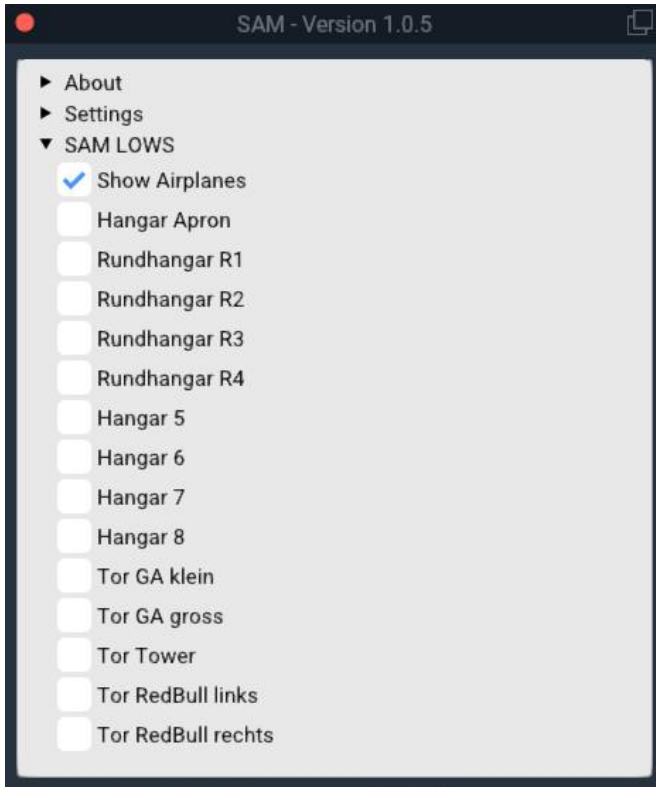 SAM - Version 1.0.5
About
Settings
SAM LOWS
Show Airplanes
Hangar Apron
Rundhangar R1
Rundhangar R2
Rundhangar R3
Rundhangar R4
Hangar 5
Hangar 6
Hangar 7
Hangar 8
Tor GA klein
Tor GA gross
Tor Tower
Tor RedBull links
Tor RedBull rechts